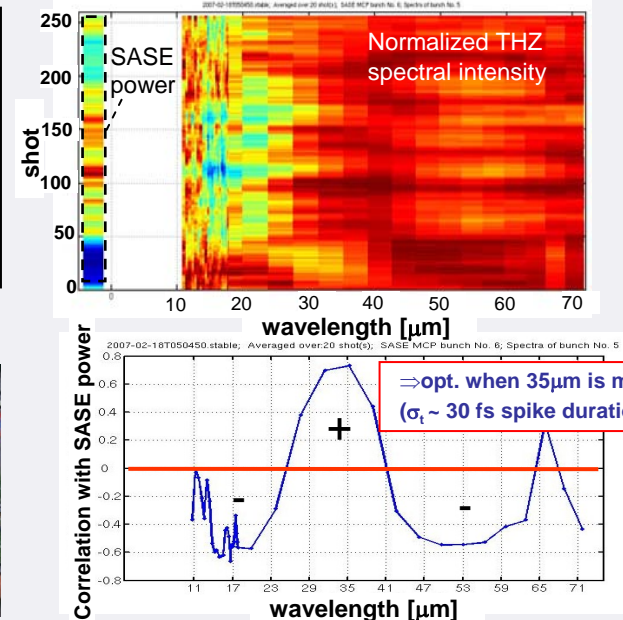 2007-02-18T050450.stable; Averaged over:20 shot(s); SASE MCP bunch No. 6; Spectra of bunch No. 5
250
200
150
100
50
0
shot
SASE
power
Normalized THZ
spectral intensity
0
10 20 30 40 50 60 70
wavelength [μm]
2007-02-18T050450.stable; Averaged over:20 shot(s); SASE MCP bunch No. 6; Spectra of bunch No. 5
Correlation with SASE power
0.8
0.6
0.4
0.2
0
-0.2
-0.4
-0.6
-0.8
⇒opt. when 35μm is m
(σt ~ 30 fs spike duratio
+
-
-
11 17 23 29 35 41 47 53 59 65 71
wavelength [μm]